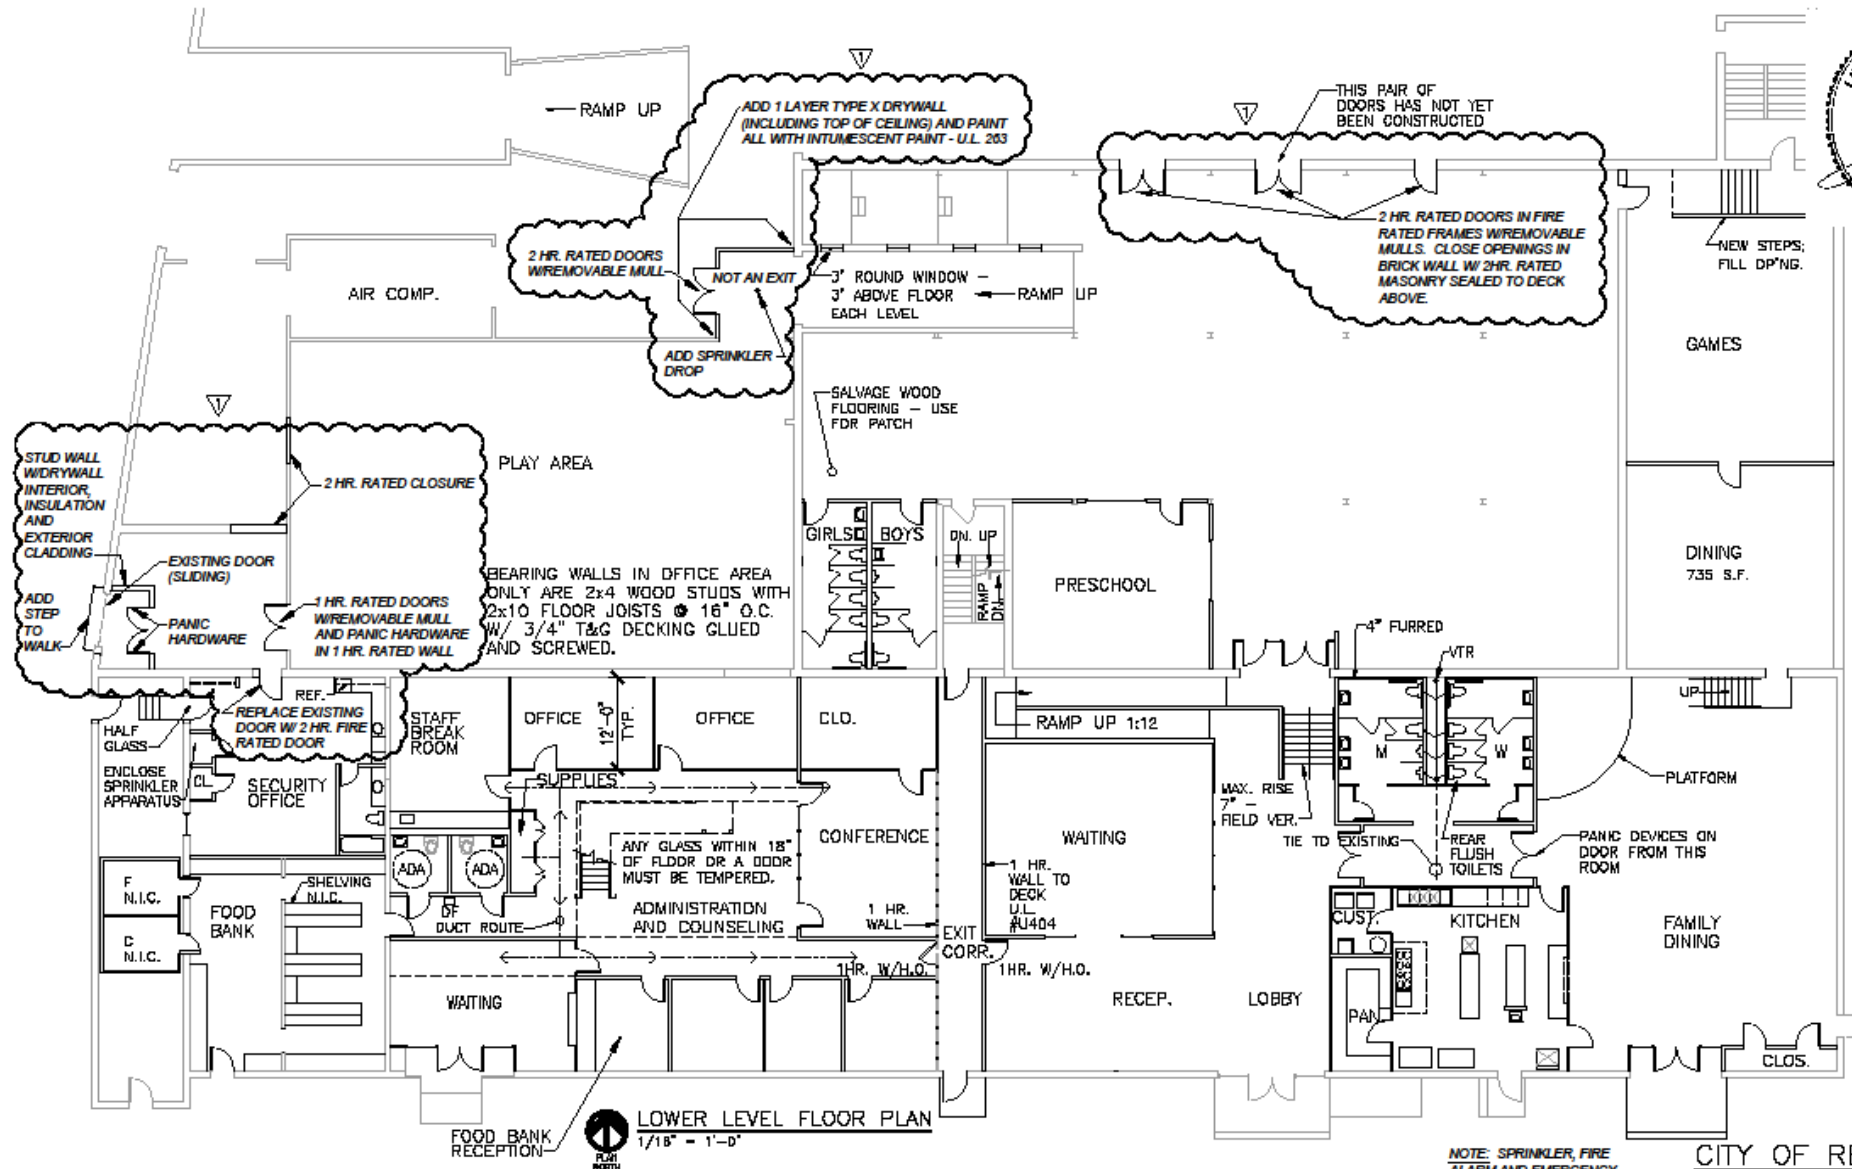 1
1
RAMP UP
ADD 1 LAYER TYPE X DRYWALL
(INCLUDING TOP OF CEILING) AND PAINT
ALL WITH INTUMESCENT PAINT - U.L. 263
THIS PAIR OF
DOORS HAS NOT YET
BEEN CONSTRUCTED
2 HR. RATED DOORS
W/REMOVABLE MULL
NOT AN EXIT
ADD SPRINKLER
DROP
AIR COMP.
3' ROUND WINDOW -
3' ABOVE FLOOR
EACH LEVEL
RAMP UP
2 HR. RATED DOORS IN FIRE
RATED FRAMES W/REMOVABLE
MULLS. CLOSE OPENINGS IN
BRICK WALL W/ 2HR. RATED
MASONRY SEALED TO DECK
ABOVE.
NEW STEPS;
FILL OP'NG.
GAMES
SALVAGE WOOD
FLOORING - USE
FOR PATCH
1
STUD WALL
W/DRYWALL
INTERIOR,
INSULATION
AND
EXTERIOR
CLADDING
2 HR. RATED CLOSURE
PLAY AREA
EXISTING DOOR
(SLIDING)
ADD
STEP
TO
WALK
PANIC
HARDWARE
1 HR. RATED DOORS
W/REMOVABLE MULL
AND PANIC HARDWARE
IN 1 HR. RATED WALL
BEARING WALLS IN OFFICE AREA
ONLY ARE 2x4 WOOD STUDS WITH
2x10 FLOOR JOISTS @ 16" O.C.
W/ 3/4" T&G DECKING GLUED
AND SCREWED.
GIRLS
BOYS
DN. UP
RAMP
DN.
PRESCHOOL
DINING
735 S.F.
4" FURRED
VTR
REF.
REPLACE EXISTING
DOOR W/ 2 HR. FIRE
RATED DOOR
HALF
GLASS
ENCLOSE
SPRINKLER
APPARATUS
CL
SECURITY
OFFICE
STAFF
BREAK
ROOM
OFFICE
12'-0"
TYP.
OFFICE
CLO.
RAMP UP 1:12
M
W
UP
PLATFORM
SUPPLIES
MAX. RISE
7" -
FIELD VER.
CONFERENCE
WAITING
TIE TO EXISTING
REAR
FLUSH
TOILETS
PANIC DEVICES ON
DOOR FROM THIS
ROOM
ADA
ADA
ANY GLASS WITHIN 18"
OF FLOOR OR A DOOR
MUST BE TEMPERED.
1 HR.
WALL TO
DECK
U.L.
#U404
F
N.I.C.
C
N.I.C.
SHELVING
N.I.C.
FOOD
BANK
DF
DUCT ROUTE
ADMINISTRATION
AND COUNSELING
1 HR.
WALL
EXIT
CORR.
1HR. W/H.O.
1HR. W/H.O.
CUST.
KITCHEN
FAMILY
DINING
WAITING
RECEP.
LOBBY
PAN.
CLOS.
FOOD BANK
RECEPTION
PLAN
NORTH
LOWER LEVEL FLOOR PLAN
1/16" = 1'-0"
NOTE: SPRINKLER, FIRE
ALARM AND EMERGENCY
CITY OF RE